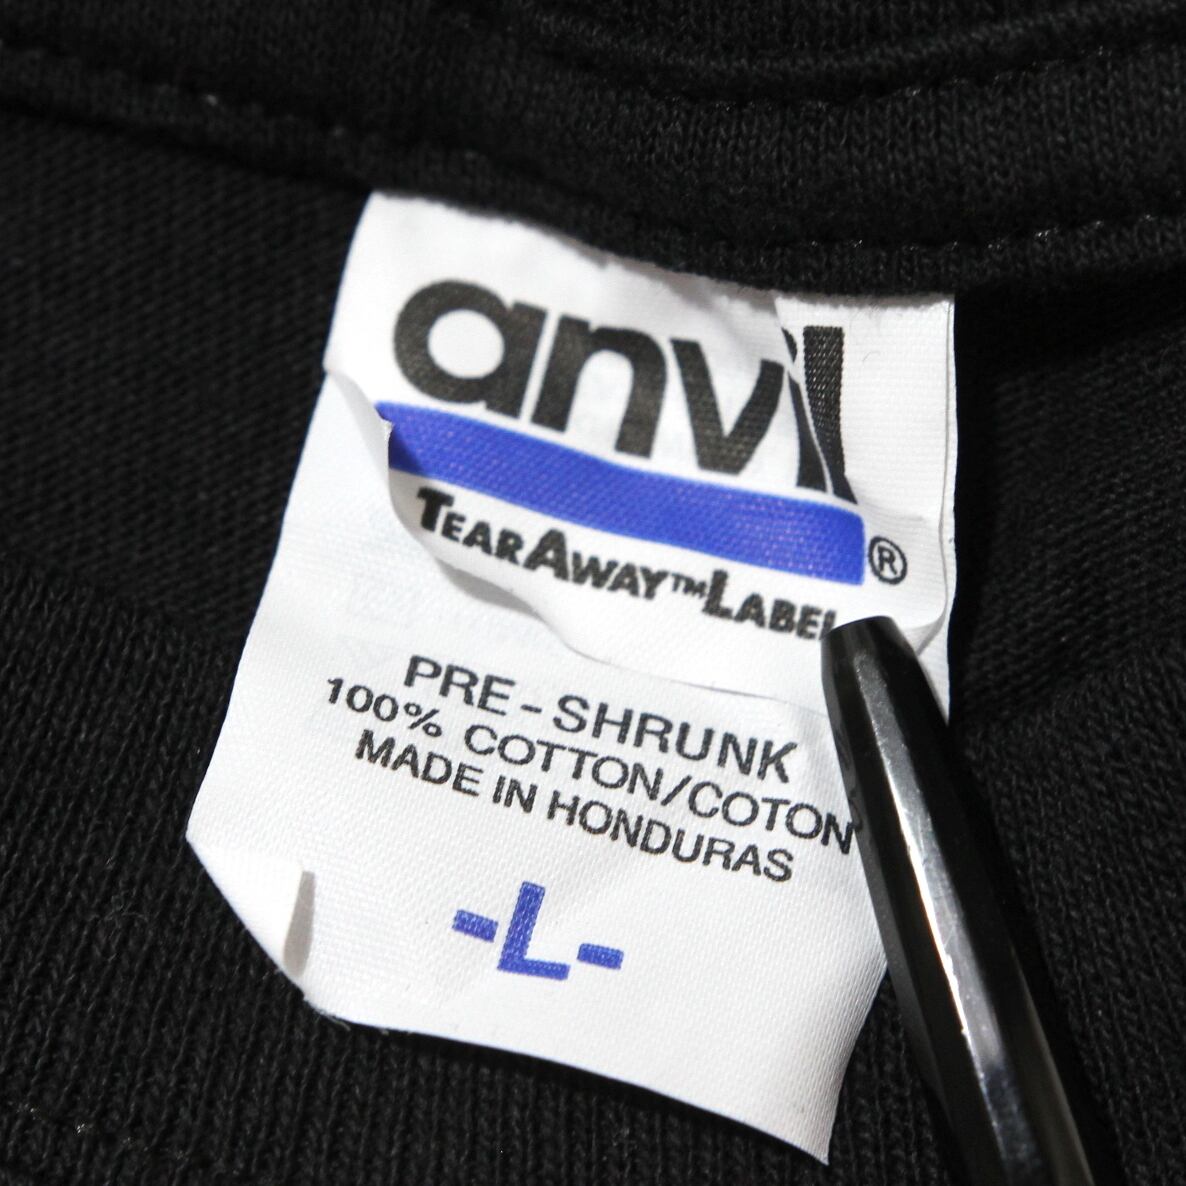 anvil
®
TEARAWAY™LABEL
PRE-SHRUNK
100% COTTON/COTON
MADE IN HONDURAS
-L-